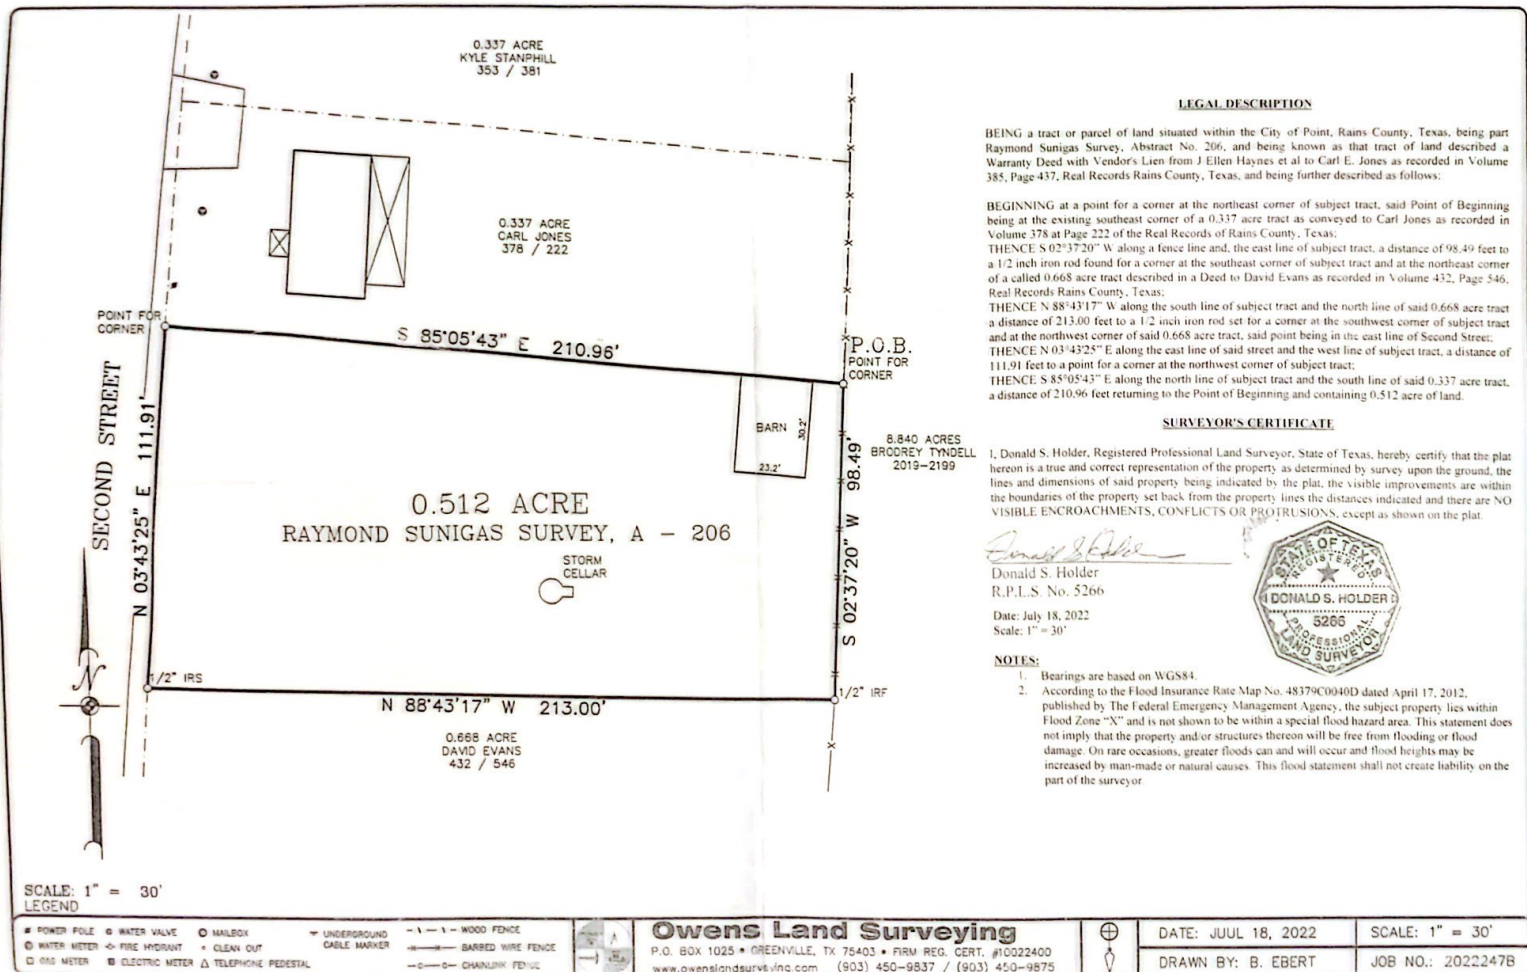 0.337 ACRE
KYLE STANPHILL
353 / 381
0.337 ACRE
CARL JONES
378 / 222
POINT FOR
CORNER
S 85°05'43" E 210.96'
P.O.B.
POINT FOR
CORNER
SECOND STREET
N 03°43'25" E 111.91'
BARN
30.2'
23.2'
8.840 ACRES
BRODREY TYNDELL
2019-2199
S 02°37'20" W 98.49'
0.512 ACRE
RAYMOND SUNIGAS SURVEY, A - 206
STORM
CELLAR
N
1/2" IRS
1/2" IRF
N 88°43'17" W 213.00'
0.668 ACRE
DAVID EVANS
432 / 546
LEGAL DESCRIPTION
BEING a tract or parcel of land situated within the City of Point, Rains County, Texas, being part
Raymond Sunigas Survey, Abstract No. 206, and being known as that tract of land described a
Warranty Deed with Vendor's Lien from J Ellen Haynes et al to Carl E. Jones as recorded in Volume
385, Page 437, Real Records Rains County, Texas, and being further described as follows:
BEGINNING at a point for a corner at the northeast corner of subject tract, said Point of Beginning
being at the existing southeast corner of a 0.337 acre tract as conveyed to Carl Jones as recorded in
Volume 378 at Page 222 of the Real Records of Rains County, Texas;
THENCE S 02°37'20" W along a fence line and, the east line of subject tract, a distance of 98.49 feet to
a 1/2 inch iron rod found for a corner at the southeast corner of subject tract and at the northeast corner
of a called 0.668 acre tract described in a Deed to David Evans as recorded in Volume 432, Page 546,
Real Records Rains County, Texas;
THENCE N 88°43'17" W along the south line of subject tract and the north line of said 0.668 acre tract
a distance of 213.00 feet to a 1/2 inch iron rod set for a corner at the southwest corner of subject tract
and at the northwest corner of said 0.668 acre tract, said point being in the east line of Second Street;
THENCE N 03°43'25" E along the east line of said street and the west line of subject tract, a distance of
111.91 feet to a point for a corner at the northwest corner of subject tract;
THENCE S 85°05'43" E along the north line of subject tract and the south line of said 0.337 acre tract,
a distance of 210.96 feet returning to the Point of Beginning and containing 0.512 acre of land.
SURVEYOR'S CERTIFICATE
I, Donald S. Holder, Registered Professional Land Surveyor, State of Texas, hereby certify that the plat
hereon is a true and correct representation of the property as determined by survey upon the ground, the
lines and dimensions of said property being indicated by the plat, the visible improvements are within
the boundaries of the property set back from the property lines the distances indicated and there are NO
VISIBLE ENCROACHMENTS, CONFLICTS OR PROTRUSIONS, except as shown on the plat.
Donald S. Holder
Donald S. Holder
R.P.L.S. No. 5266
Date: July 18, 2022
Scale: 1" = 30'
STATE OF TEXAS
REGISTERED
DONALD S. HOLDER
5266
PROFESSIONAL
LAND SURVEYOR
NOTES:
1. Bearings are based on WGS84.
2. According to the Flood Insurance Rate Map No. 48379C0040D dated April 17, 2012,
published by The Federal Emergency Management Agency, the subject property lies within
Flood Zone "X" and is not shown to be within a special flood hazard area. This statement does
not imply that the property and/or structures thereon will be free from flooding or flood
damage. On rare occasions, greater floods can and will occur and flood heights may be
increased by man-made or natural causes. This flood statement shall not create liability on the
part of the surveyor.
SCALE: 1" = 30'
LEGEND
POWER POLE WATER VALVE MAILBOX UNDERGROUND CABLE MARKER WOOD FENCE
WATER METER FIRE HYDRANT CLEAN OUT BARBED WIRE FENCE
GAS METER ELECTRIC METER TELEPHONE PEDESTAL CHAINLINK FENCE
Owens Land Surveying
P.O. BOX 1025 • GREENVILLE, TX 75403 • FIRM REG. CERT. #10022400
www.owenslandsurveying.com (903) 450-9837 / (903) 450-9875
DATE: JUUL 18, 2022
SCALE: 1" = 30'
DRAWN BY: B. EBERT
JOB NO.: 20222478